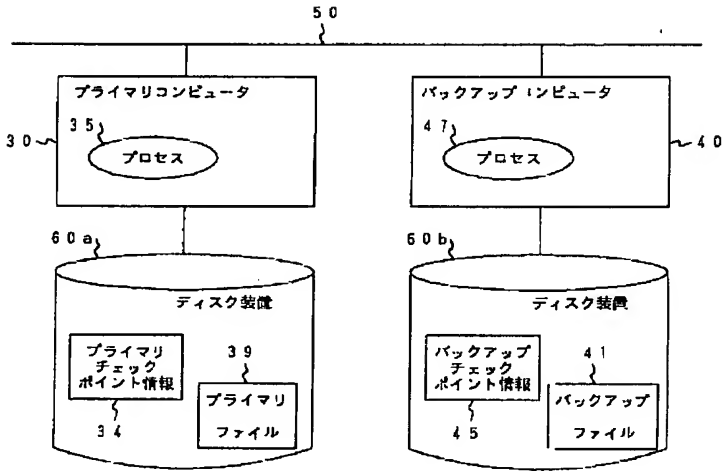 50
プライマリコンピュータ
35
30
プロセス
バックアップコンピュータ
47
40
プロセス
60a
ディスク装置
プライマリ
チェック
ポイント情報
34
39
プライマリ
ファイル
60b
ディスク装置
バックアップ
チェック
ポイント情報
45
41
バックアップ
ファイル